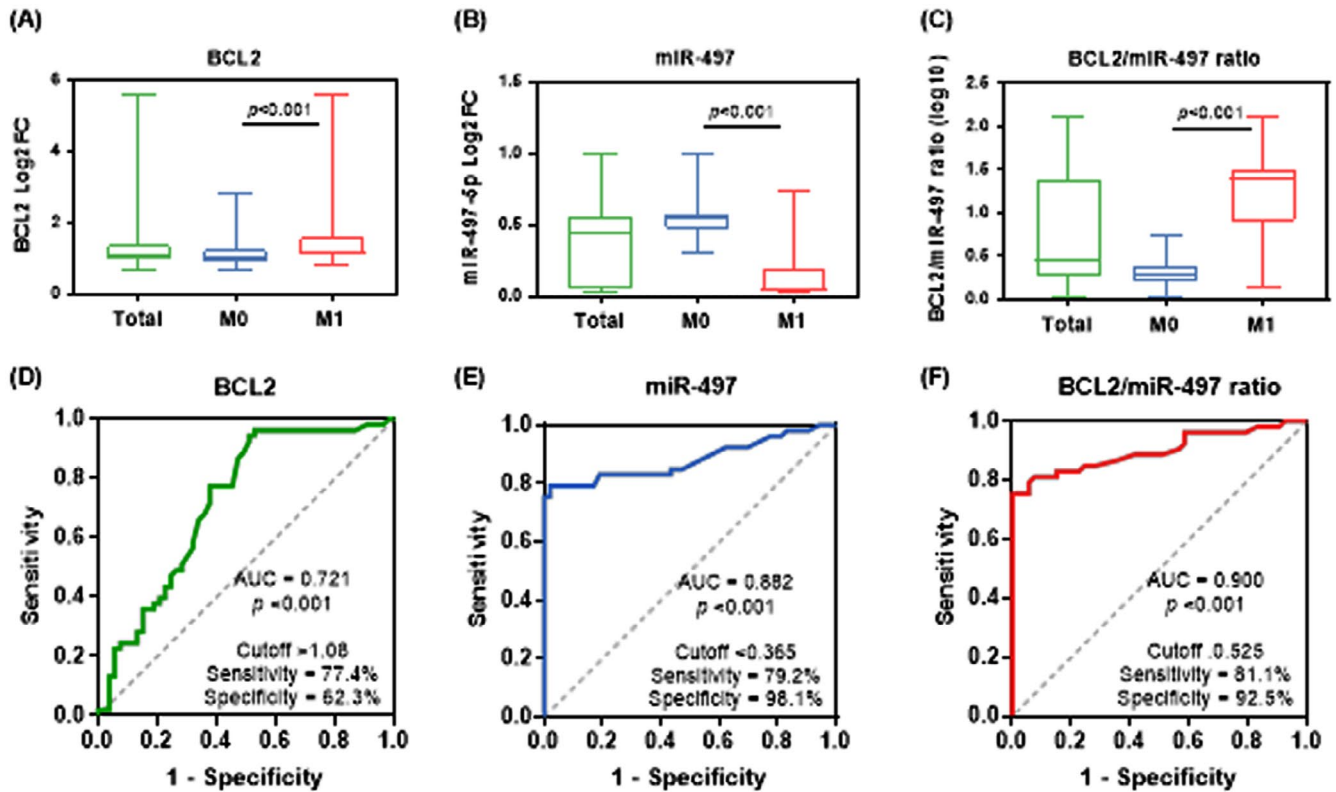 (A)
BCL2
BCL2 Log2FC
6
4
2
0
p<0.001
Total M0 M1
(B)
miR-497
miR-497-5p Log2FC
1.5
1.0
0.5
0.0
p<0.001
Total M0 M1
(C)
BCL2/miR-497 ratio
BCL2/miR-497 ratio (log10)
2.6
2.0
1.6
1.0
0.6
0.0
p<0.001
Total M0 M1
(D)
BCL2
Sensitivity
1.0
0.8
0.6
0.4
0.2
0.0
AUC = 0.721
p <0.001
Cutoff >1.08
Sensitivity = 77.4%
Specificity = 62.3%
0.0 0.2 0.4 0.6 0.8 1.0
1 - Specificity
(E)
miR-497
Sensitivity
1.0
0.8
0.6
0.4
0.2
0.0
AUC = 0.882
p <0.001
Cutoff <0.365
Sensitivity = 79.2%
Specificity = 98.1%
0.0 0.2 0.4 0.6 0.8 1.0
1 - Specificity
(F)
BCL2/miR-497 ratio
Sensitivity
1.0
0.8
0.6
0.4
0.2
0.0
AUC = 0.900
p <0.001
Cutoff .0.525
Sensitivity = 81.1%
Specificity = 92.5%
0.0 0.2 0.4 0.6 0.8 1.0
1 - Specificity